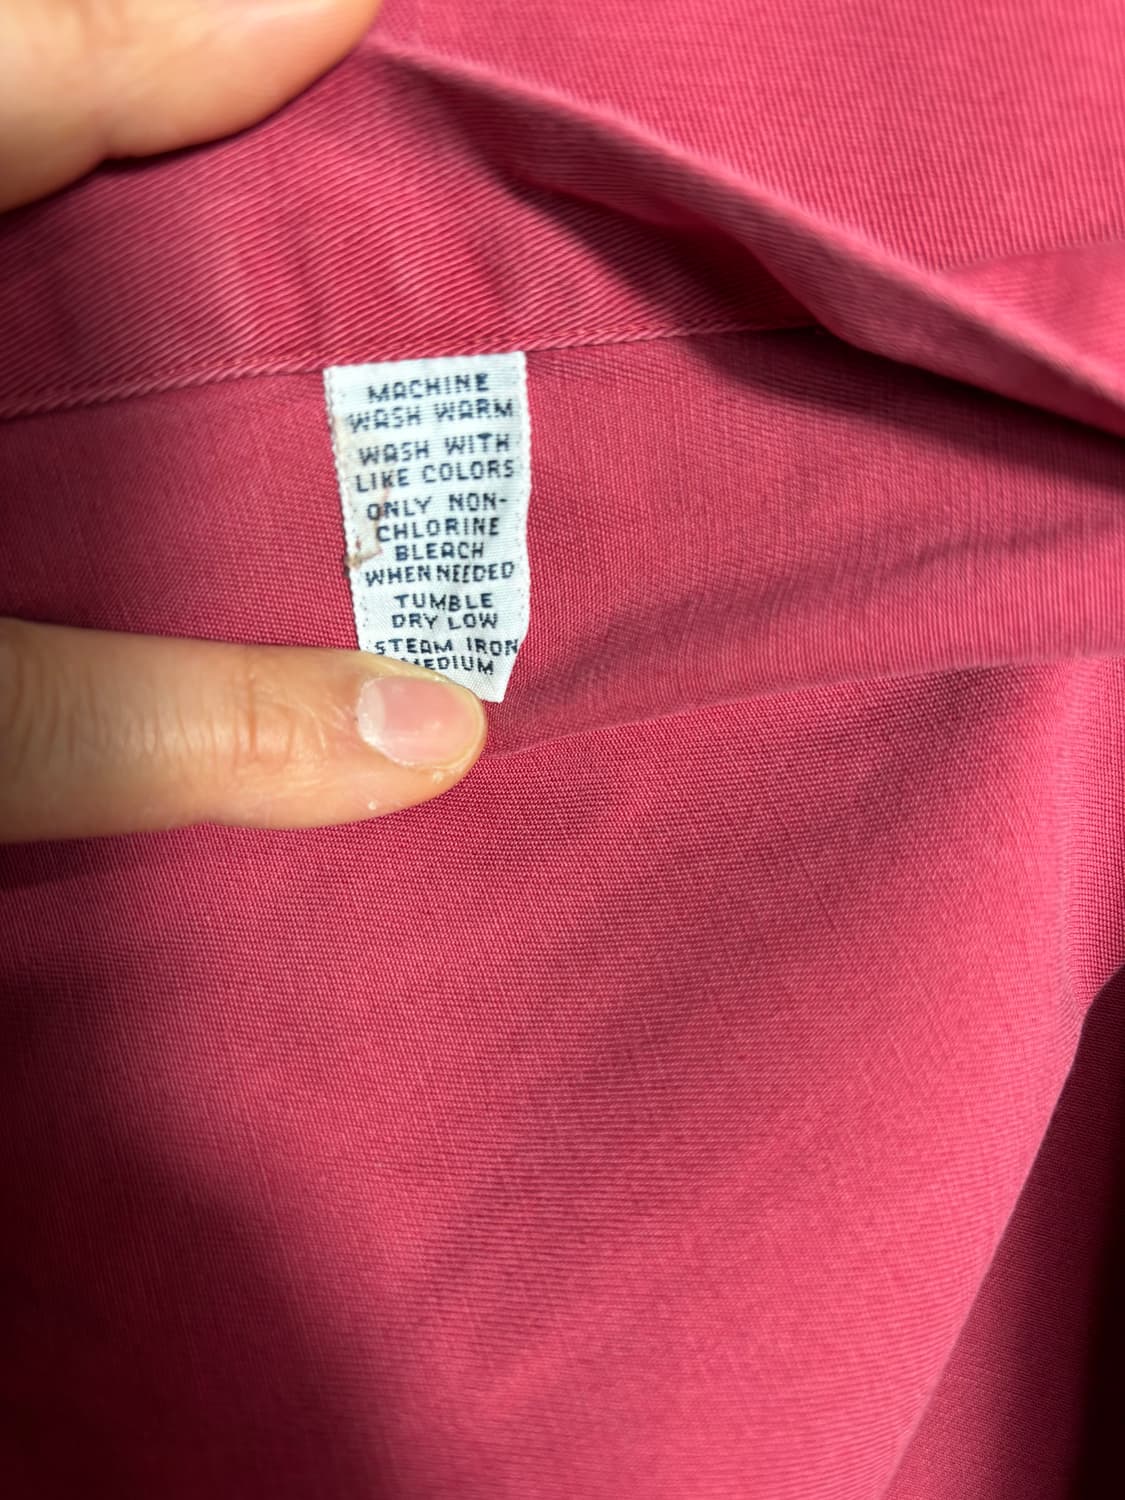 MACHINE
WASH WARM
WASH WITH
LIKE COLORS
ONLY NON-
CHLORINE
BLEACH
WHEN NEEDED
TUMBLE
DRY LOW
STEAM IRON
MEDIUM